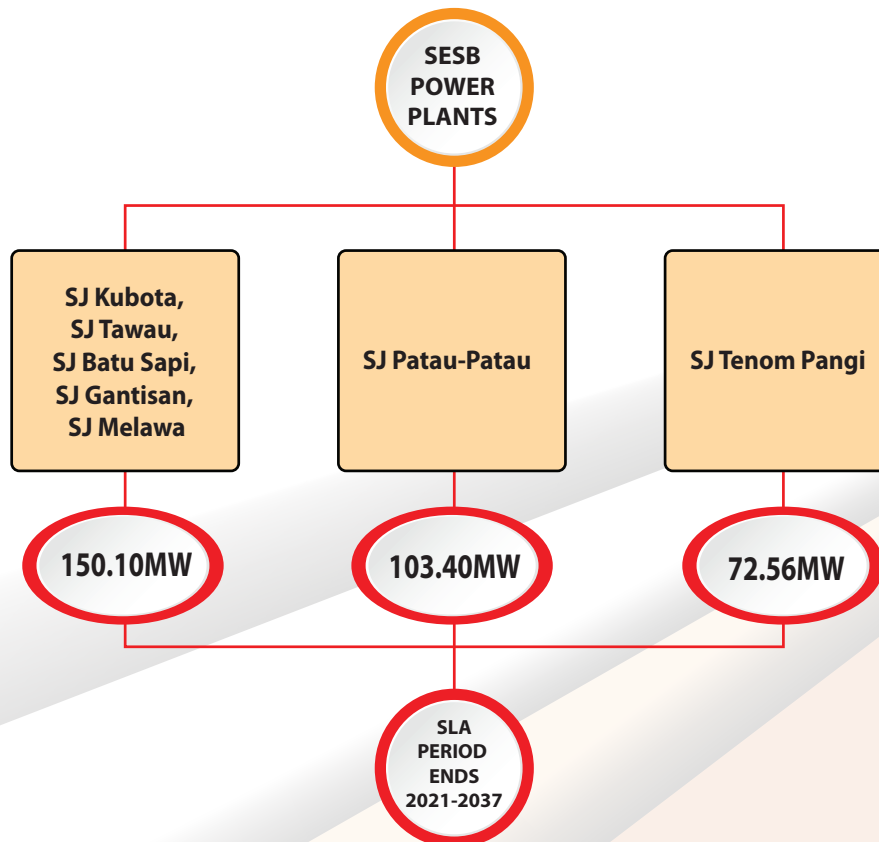 SESB
POWER
PLANTS
SJ Kubota,
SJ Tawau,
SJ Batu Sapi,
SJ Gantisan,
SJ Melawa
SJ Patau-Patau
SJ Tenom Pangi
150.10MW
103.40MW
72.56MW
SLA
PERIOD
ENDS
2021-2037